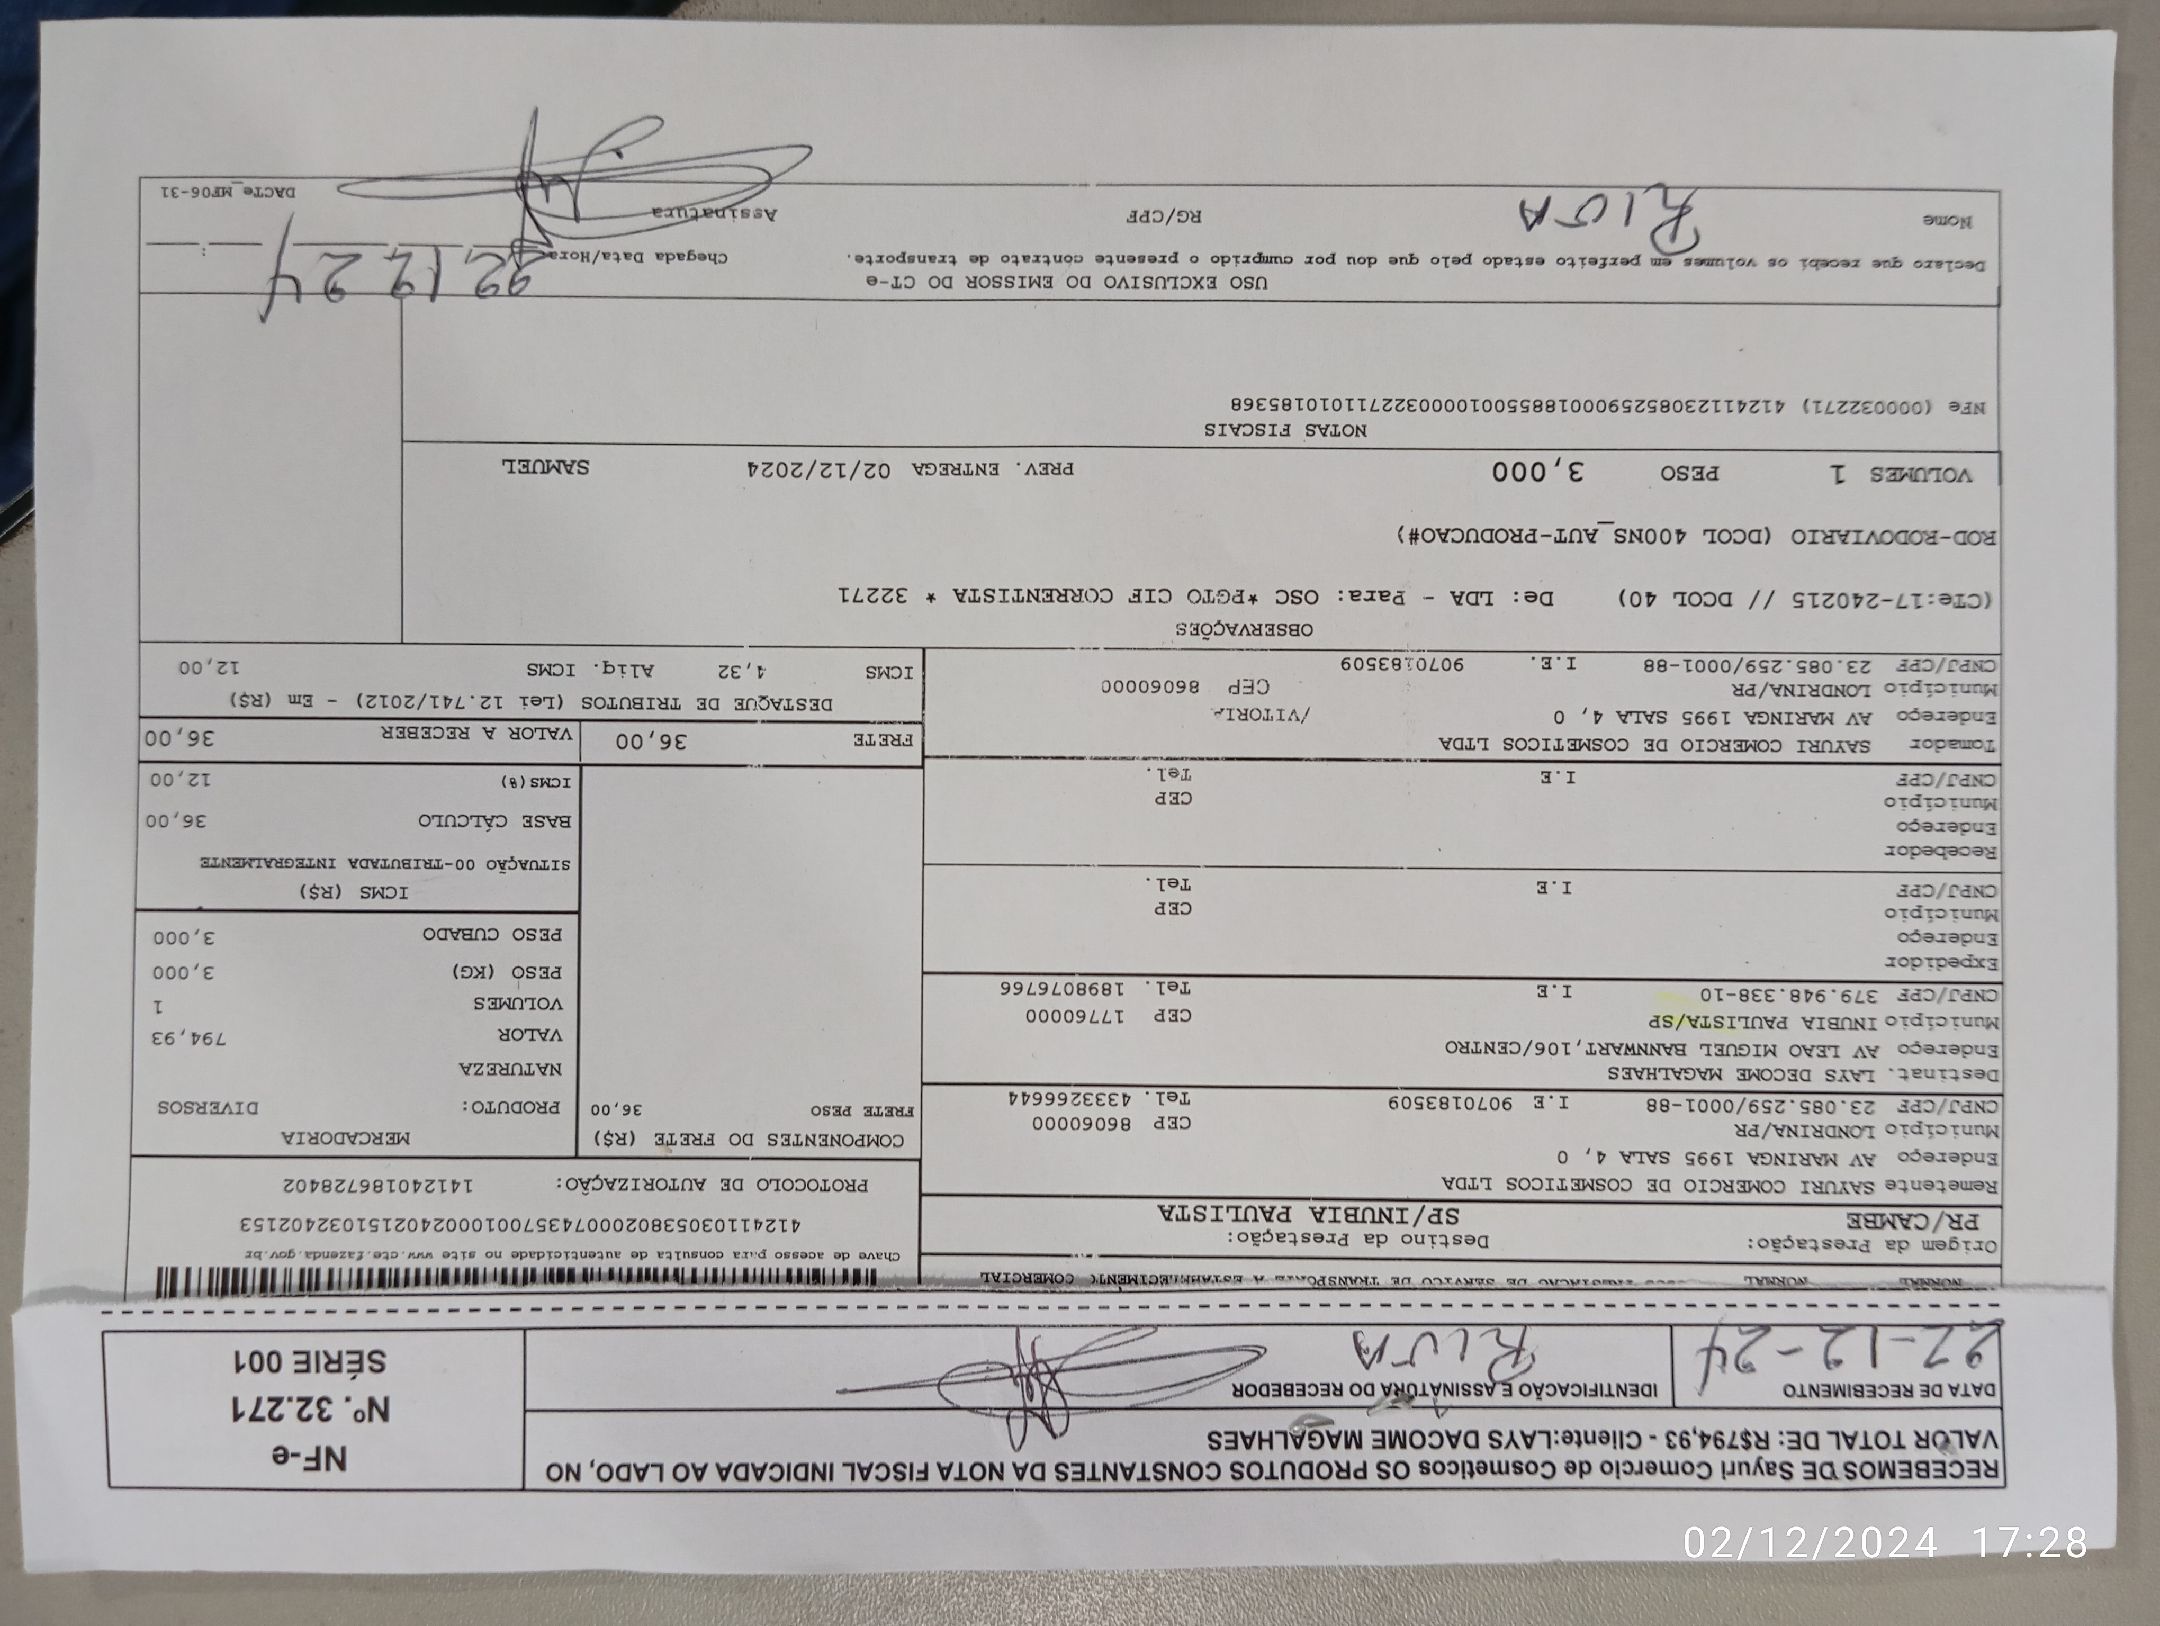 RECEBEMOS DE Sayuri Comercio de Cosmeticos OS PRODUTOS CONSTANTES DA NOTA FISCAL INDICADA AO LADO, NO
VALOR TOTAL DE: R$794,93 - Cliente:LAYS DACOME MAGALHAES
NF-e
Nº. 32.271
SÉRIE 001
DATA DE RECEBIMENTO
IDENTIFICAÇÃO E ASSINATURA DO RECEBEDOR
RIVA
NORMAL NORMAL DE SERVICO DE TRANSPORTE A ESTABELECIMENTO COMERCIAL
Origem da Prestação:
PR/CAMBE
Destino da Prestação:
SP/INUBIA PAULISTA
Chave de acesso para consulta de autenticidade no site www.cte.fazenda.gov.br
41241103053802000743570010002402151032402153
PROTOCOLO DE AUTORIZAÇÃO: 141240186728402
Remetente SAYURI COMERCIO DE COSMETICOS LTDA
Endereço AV MARINGA 1995 SALA 4, 0
Município LONDRINA/PR CEP 86060000
CNPJ/CPF 23.085.259/0001-88 I.E 9070183509 Tel. 4333266644
Destinat. LAYS DECOME MAGALHAES
Endereço AV LEAO MIGUEL BANNWART,106/CENTRO
Município INUBIA PAULISTA/SP CEP 17760000
CNPJ/CPF 379.948.338-10 I.E Tel. 18980767667
Expedidor
Endereço
Município CEP
CNPJ/CPF I.E Tel.
Recebedor
Endereço
Município CEP
CNPJ/CPF I.E Tel.
Tomador SAYURI COMERCIO DE COSMETICOS LTDA
Endereço AV MARINGA 1995 SALA 4, 0 /VITORIA
Município LONDRINA/PR CEP 86060000
CNPJ/CPF 23.085.259/0001-88 I.E. 9070183509
COMPONENTES DO FRETE (R$)
FRETE PESO 36,00
MERCADORIA
PRODUTO: DIVERSOS
NATUREZA
VALOR 794,93
VOLUMES 1
PESO (KG) 3,000
PESO CUBADO 3,000
ICMS (R$)
SITUAÇÃO 00-TRIBUTADA INTEGRALMENTE
BASE CÁLCULO 36,00
ICMS(%) 12,00
FRETE 36,00 VALOR A RECEBER 36,00
DESTAQUE DE TRIBUTOS (Lei 12.741/2012) - Em (R$)
ICMS 4,32 Aliq. ICMS 12,00
OBSERVAÇÕES
(CTe:17-240215 // DCOL 40) De: LDA - Para: OSC *PGTO CIF CORRENTISTA * 32271
ROD-RODOVIARIO (DCOL 400NS_AUT-PRODUCAO#)
VOLUMES 1 PESO 3,000 PREV. ENTREGA 02/12/2024 SAMUEL
NOTAS FISCAIS
NFe (000032271) 41241123085259000188550010000322711010185368
USO EXCLUSIVO DO EMISSOR DO CT-e
Declaro que recebi os volumes em perfeito estado pelo que dou por cumprido o presente contrato de transporte.
Chegada Data/Hora
Nome RIVA RG/CPF Assinatura
DACTe_MF06-31
02/12/2024 17:28